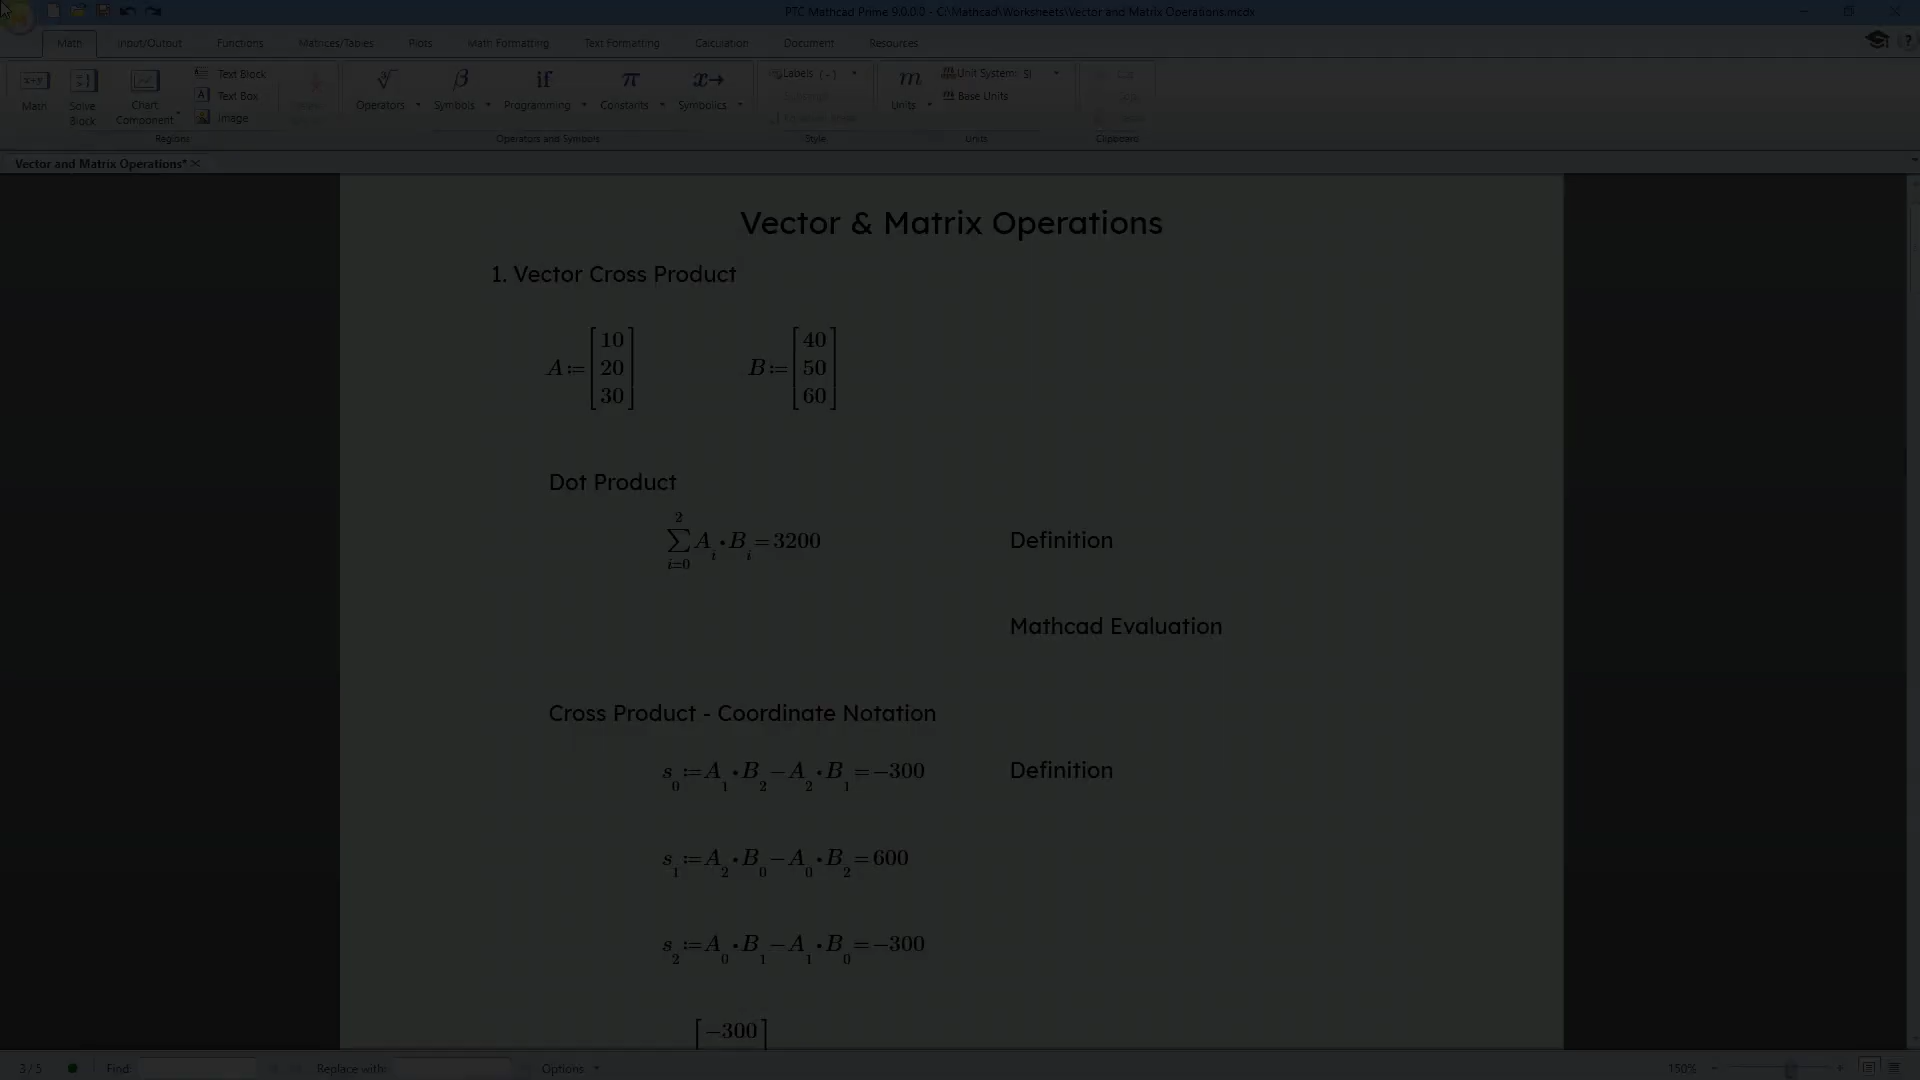 PTC Mathcad Prime 9.0.0.0 - C:\Mathcad\Worksheets\Vector and Matrix Operations.mcdx
Math Input/Output Functions Matrices/Tables Plots Math Formatting Text Formatting Calculation Document Resources
Math
Solve Block
Chart Component
Text Block
Text Box
Image
Operators
Symbols
Programming
Constants
Symbolics
Labels (-)
Units
Unit System: SI
Base Units
Regions Operators and Symbols Style Units Clipboard
Vector and Matrix Operations*
Vector & Matrix Operations
1. Vector Cross Product
A:=[10 20 30] B:=[40 50 60]
Dot Product
2
∑ A_i · B_i = 3200 Definition
i=0
Mathcad Evaluation
Cross Product - Coordinate Notation
s_0 := A_1 · B_2 − A_2 · B_1 = −300 Definition
s_1 := A_2 · B_0 − A_0 · B_2 = 600
s_2 := A_0 · B_1 − A_1 · B_0 = −300
−300
3 / 5 Find: Replace with: Options 150%